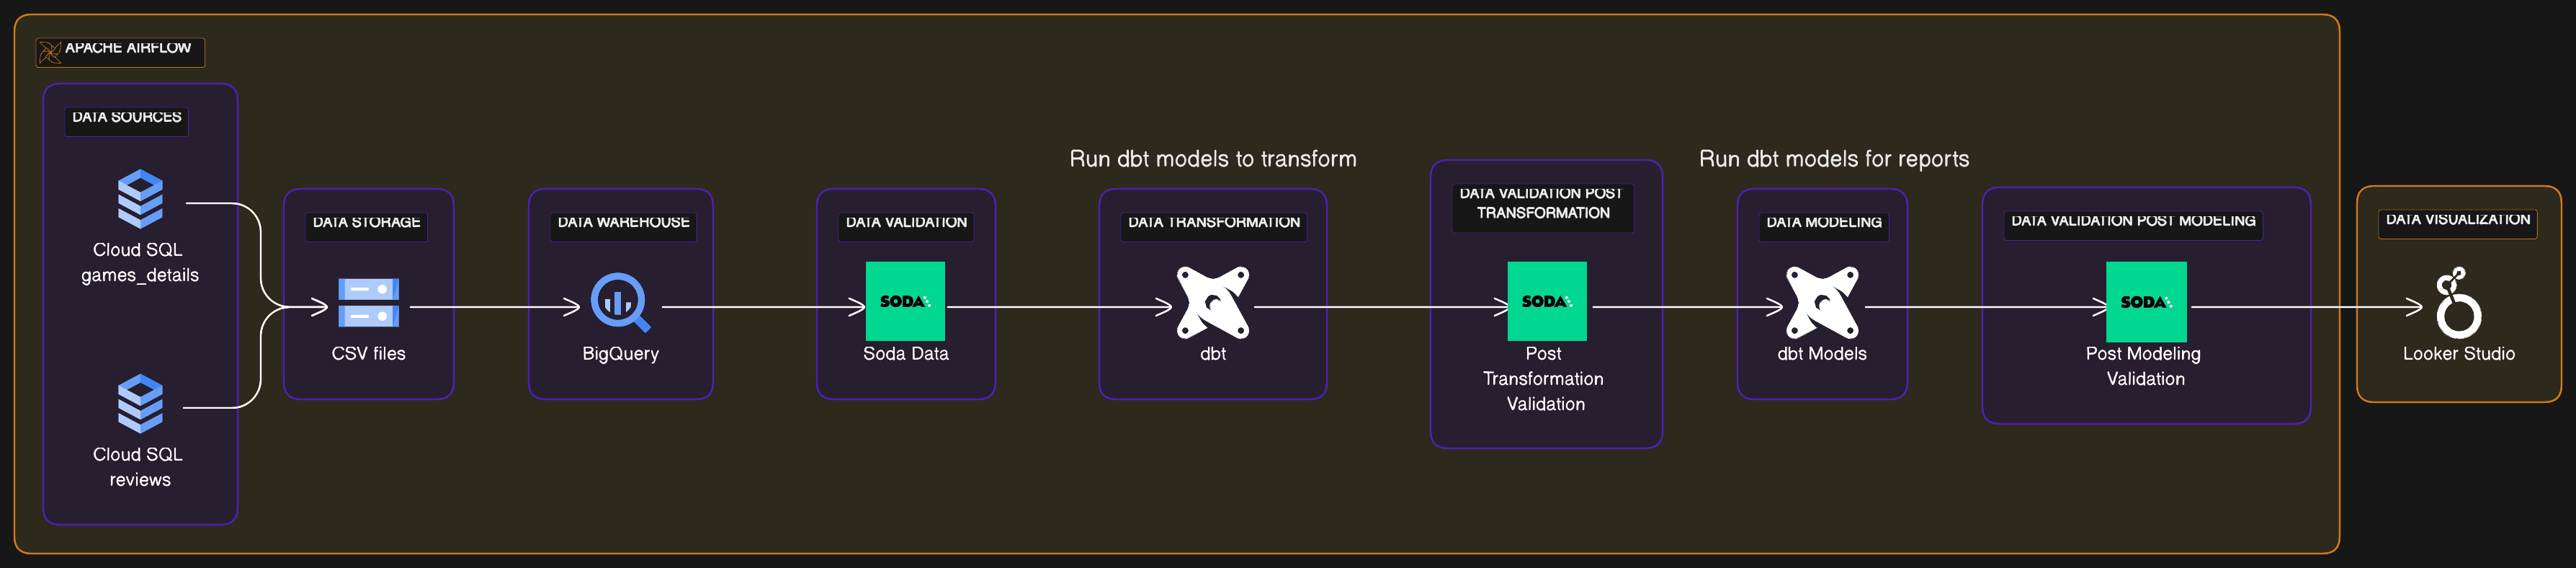 APACHE AIRFLOW
DATA SOURCES
Cloud SQL
games_details
Cloud SQL
reviews
DATA STORAGE
CSV files
DATA WAREHOUSE
BigQuery
DATA VALIDATION
SODA
Soda Data
Run dbt models to transform
DATA TRANSFORMATION
dbt
DATA VALIDATION POST
TRANSFORMATION
SODA
Post
Transformation
Validation
Run dbt models for reports
DATA MODELING
dbt Models
DATA VALIDATION POST MODELING
SODA
Post Modeling
Validation
DATA VISUALIZATION
Looker Studio